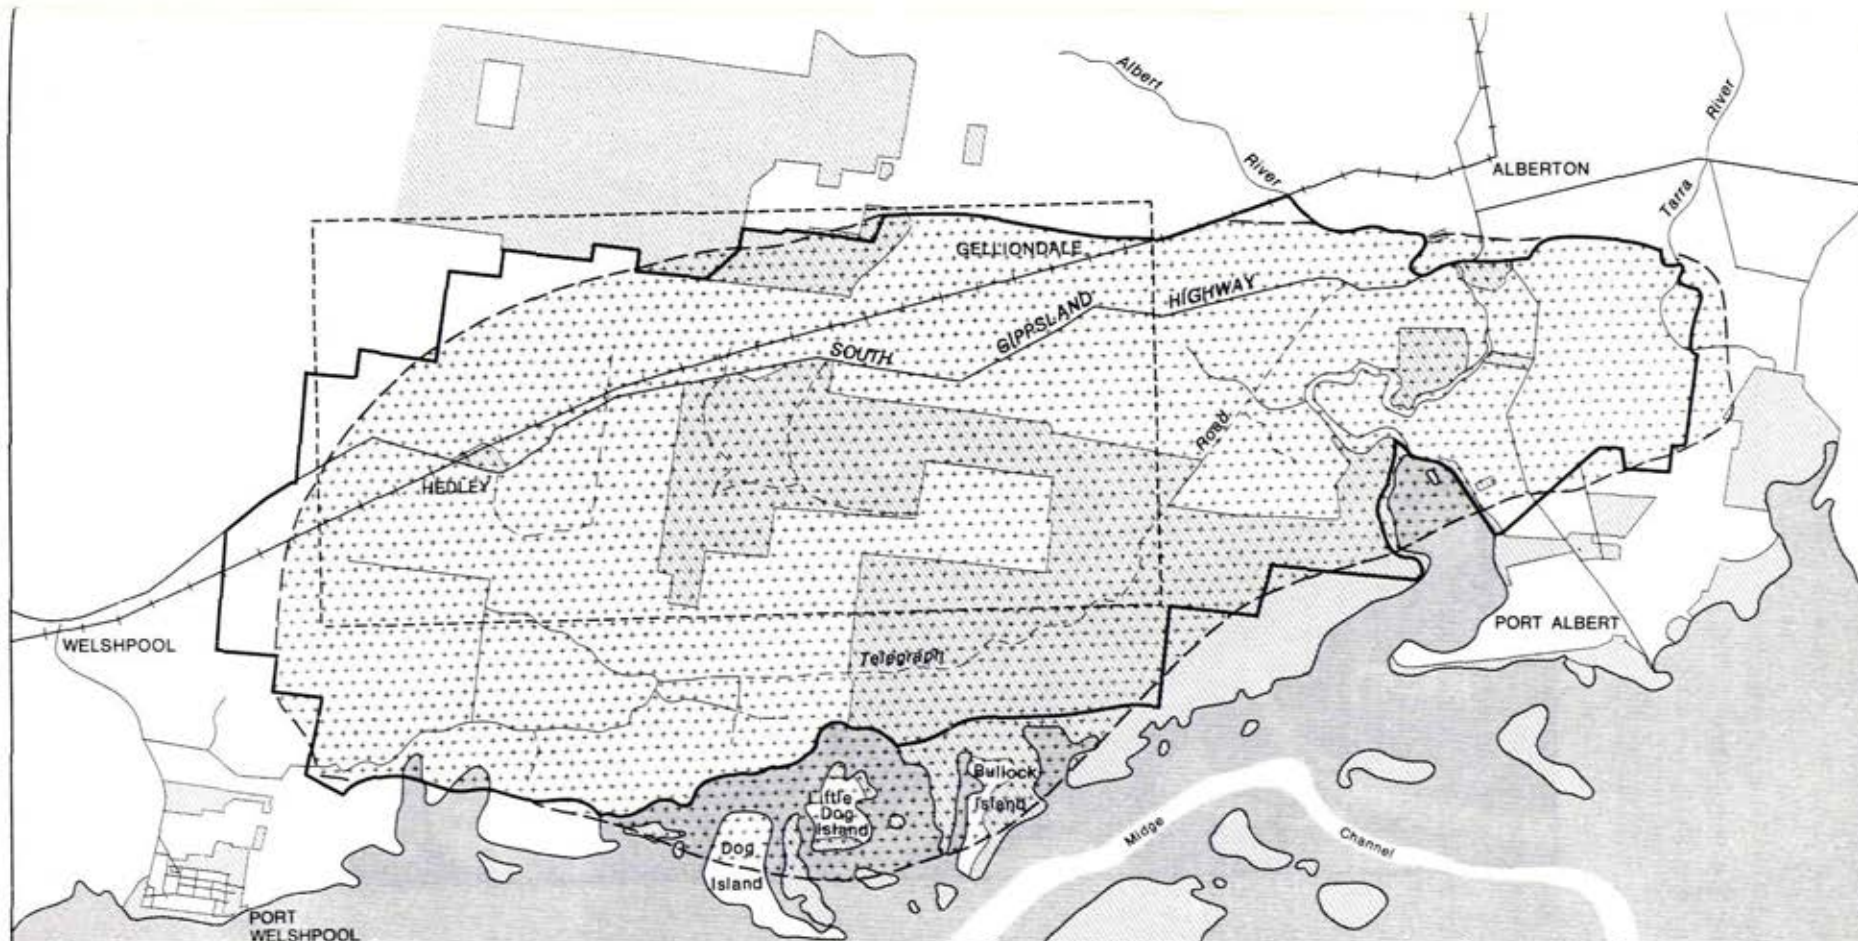 Albert
River
River
ALBERTON
Tarra
GELLIONDALE
HIGHWAY
GIPPSLAND
SOUTH
Road
HEDLEY
WELSHPOOL
PORT ALBERT
Telegraph
Bullock
Island
Little
Dog
Island
Dog
Island
Midge
Channel
PORT
WELSHPOOL